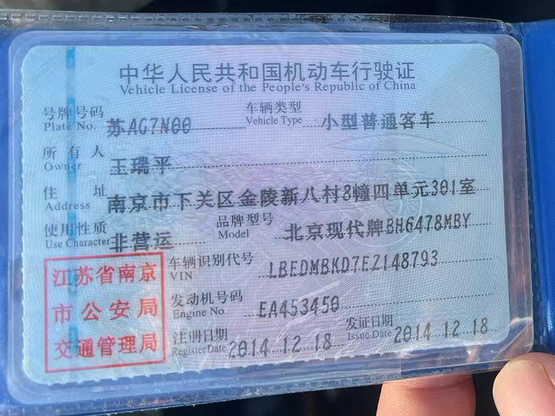 中华人民共和国机动车行驶证
Vehicle License of the People's Republic of China
号牌号码 苏AG7N00 车辆类型 小型普通客车
Plate No. Vehicle Type
所有人 王瑞平
Owner
住址 南京市下关区金陵新八村8幢四单元301室
Address
使用性质 非营运 品牌型号 北京现代牌BH6478MBY
Use Character Model
江苏省南京
市公安局
交通管理局
车辆识别代号 LBEDMBKD7EZ148793
VIN
发动机号码 EA453450
Engine No.
注册日期 2014.12.18 发证日期 2014.12.18
Register Date Issue Date